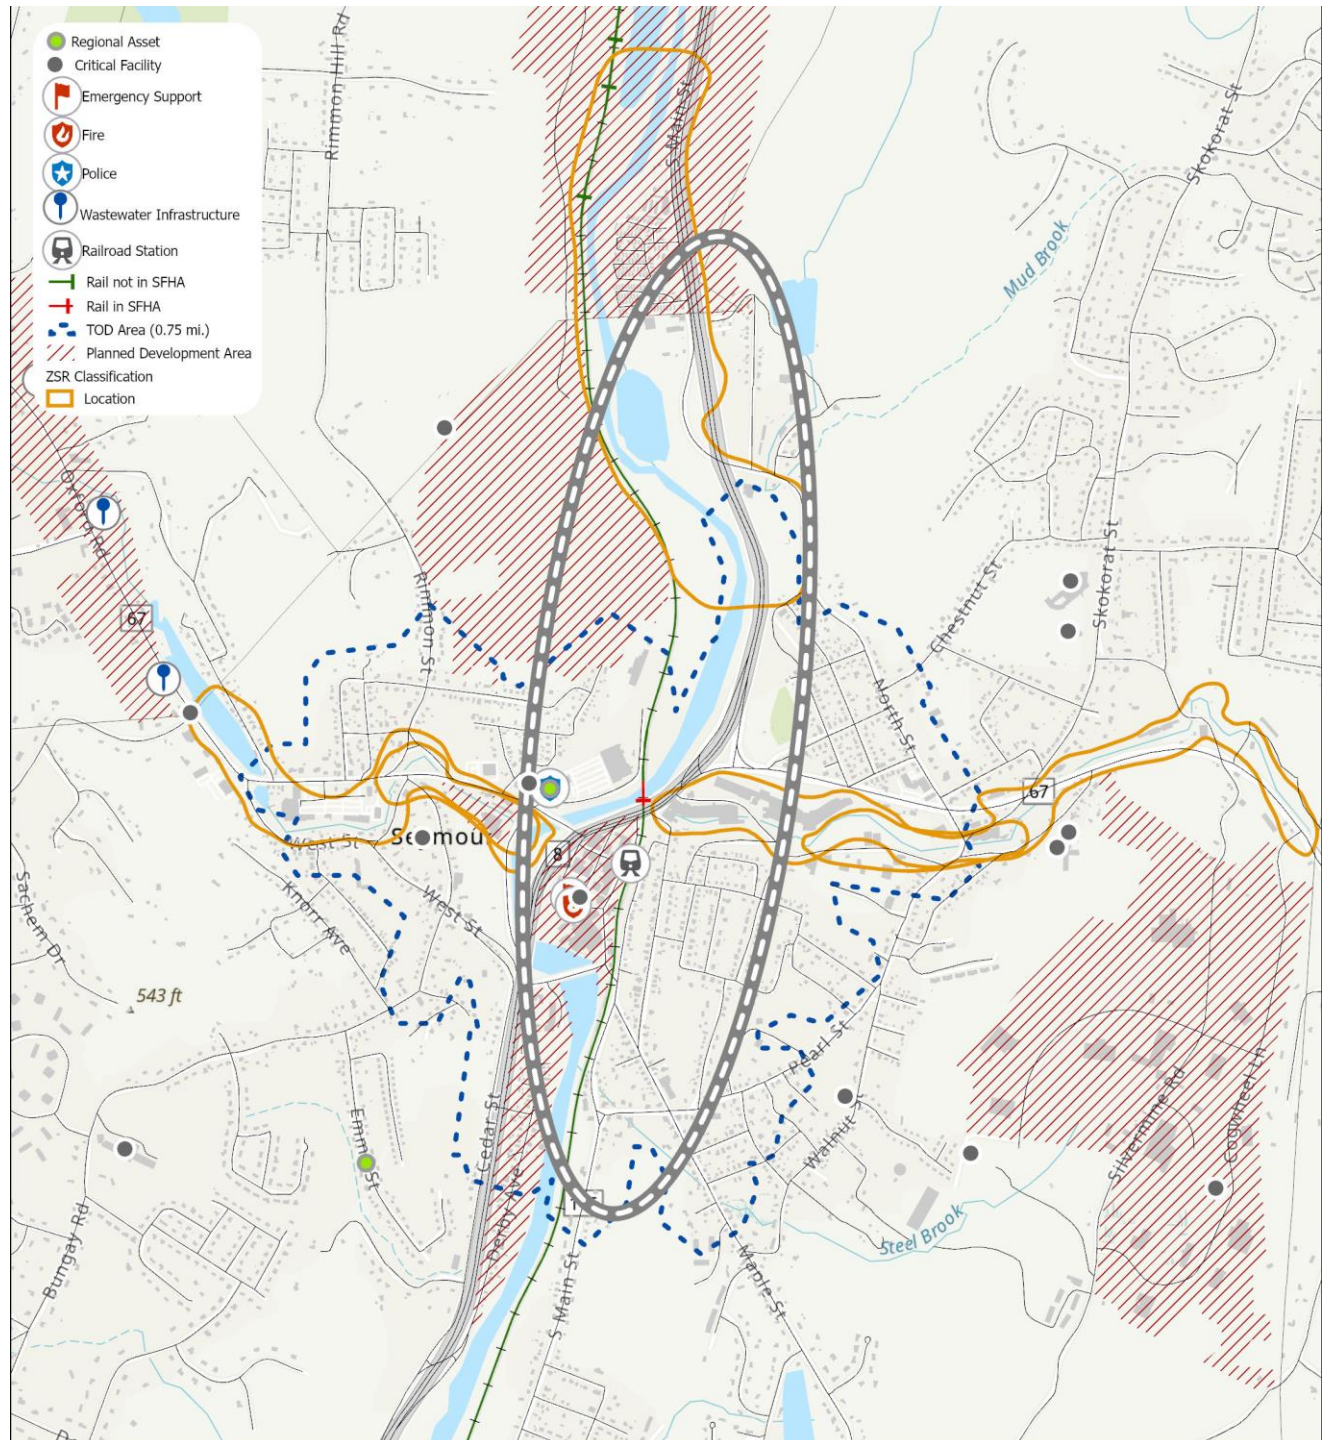 Regional Asset
Critical Facility
Emergency Support
Fire
Police
Wastewater Infrastructure
Railroad Station
Rail not in SFHA
Rail in SFHA
TOD Area (0.75 mi.)
Planned Development Area
ZSR Classification
Location
Rimmon Hill Rd
S Main St
Skokorat St
Mud Brook
Oxford Rd
67
Rimmon St
Chestnut St
Skokorat St
North St
67
West St
8
Sachem Dr
Knorr Ave
West St
543 ft
Pearl St
Cedar St
Emma St
Walnut St
Silvermine Rd
Cogwheel Ln
Derby Ave
Steel Brook
Bungay Rd
S Main St
Maple St